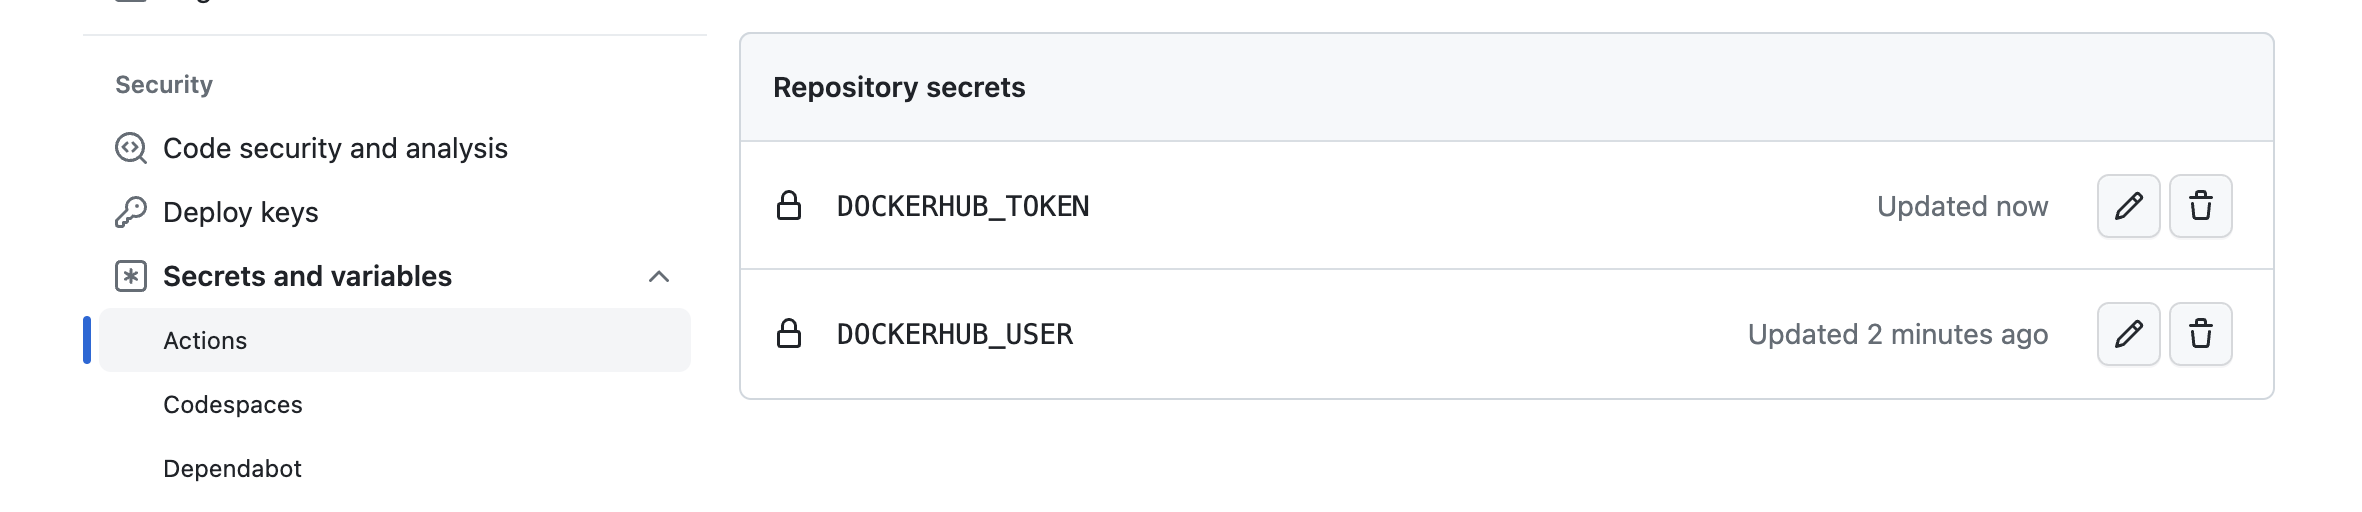 Security
Code security and analysis
Deploy keys
Secrets and variables
Actions
Codespaces
Dependabot
Repository secrets
DOCKERHUB_TOKEN
Updated now
DOCKERHUB_USER
Updated 2 minutes ago